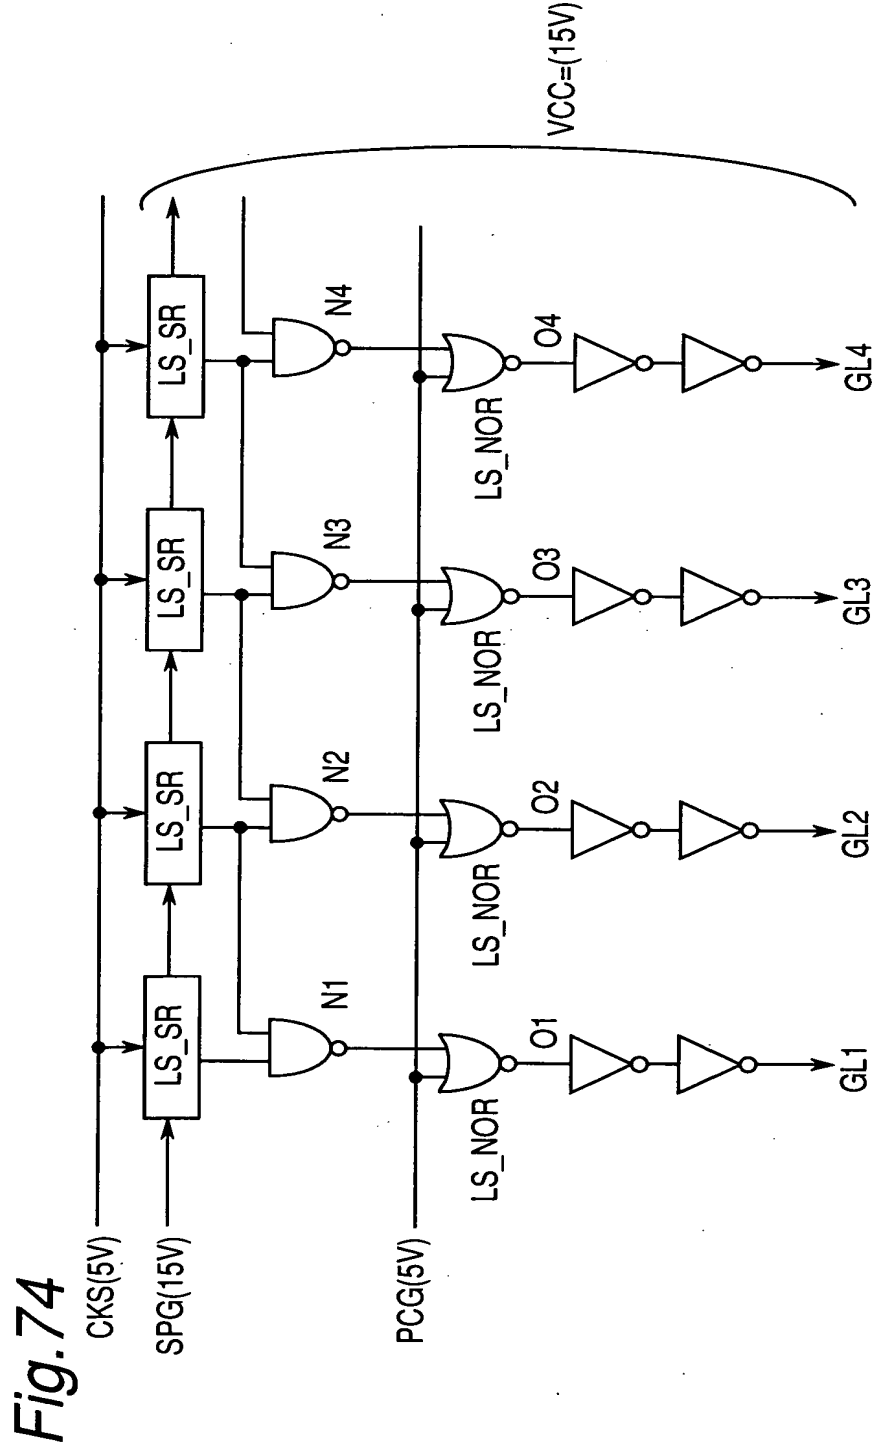 Fig.74
CKS(5V)
SPG(15V)
LS_SR
LS_SR
LS_SR
LS_SR
VCC=(15V)
N1
N2
N3
N4
PCG(5V)
LS_NOR
LS_NOR
LS_NOR
LS_NOR
O1
O2
O3
O4
GL1
GL2
GL3
GL4